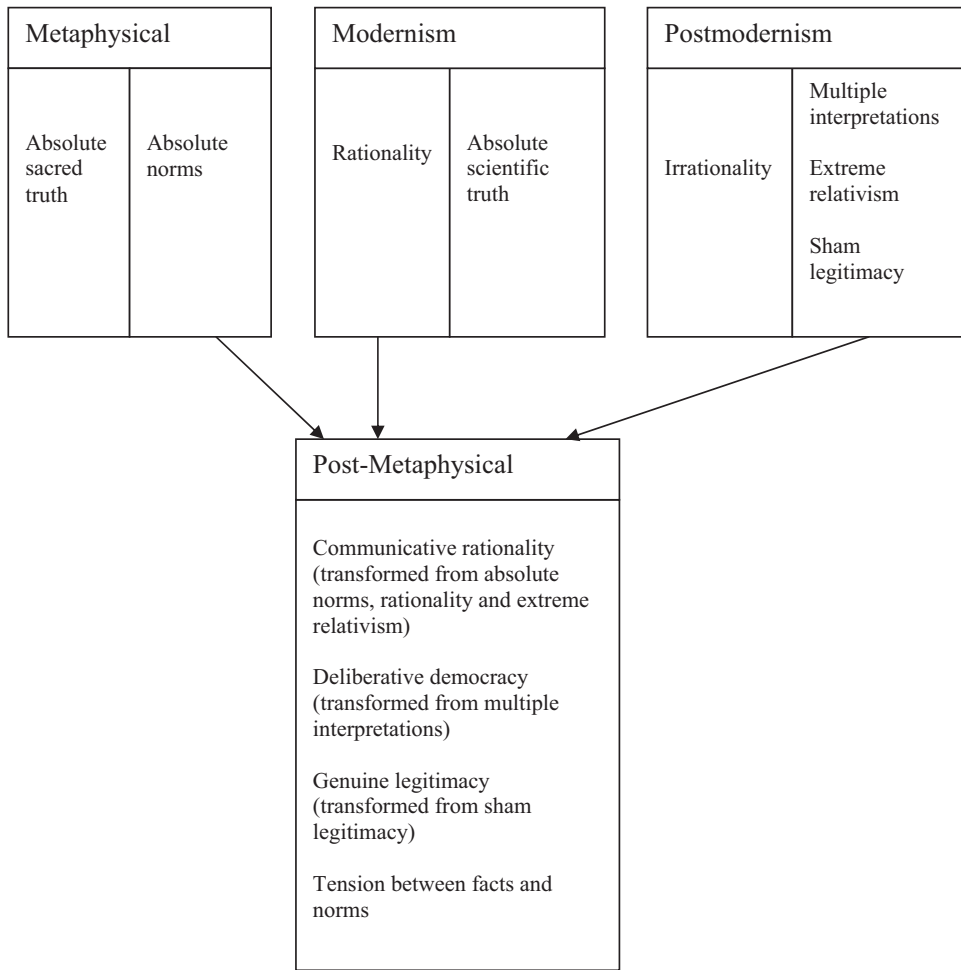 Metaphysical
Absolute
sacred
truth
Absolute
norms
Modernism
Rationality
Absolute
scientific
truth
Postmodernism
Irrationality
Multiple
interpretations
Extreme
relativism
Sham
legitimacy
Post-Metaphysical
Communicative rationality
(transformed from absolute
norms, rationality and extreme
relativism)
Deliberative democracy
(transformed from multiple
interpretations)
Genuine legitimacy
(transformed from sham
legitimacy)
Tension between facts and
norms